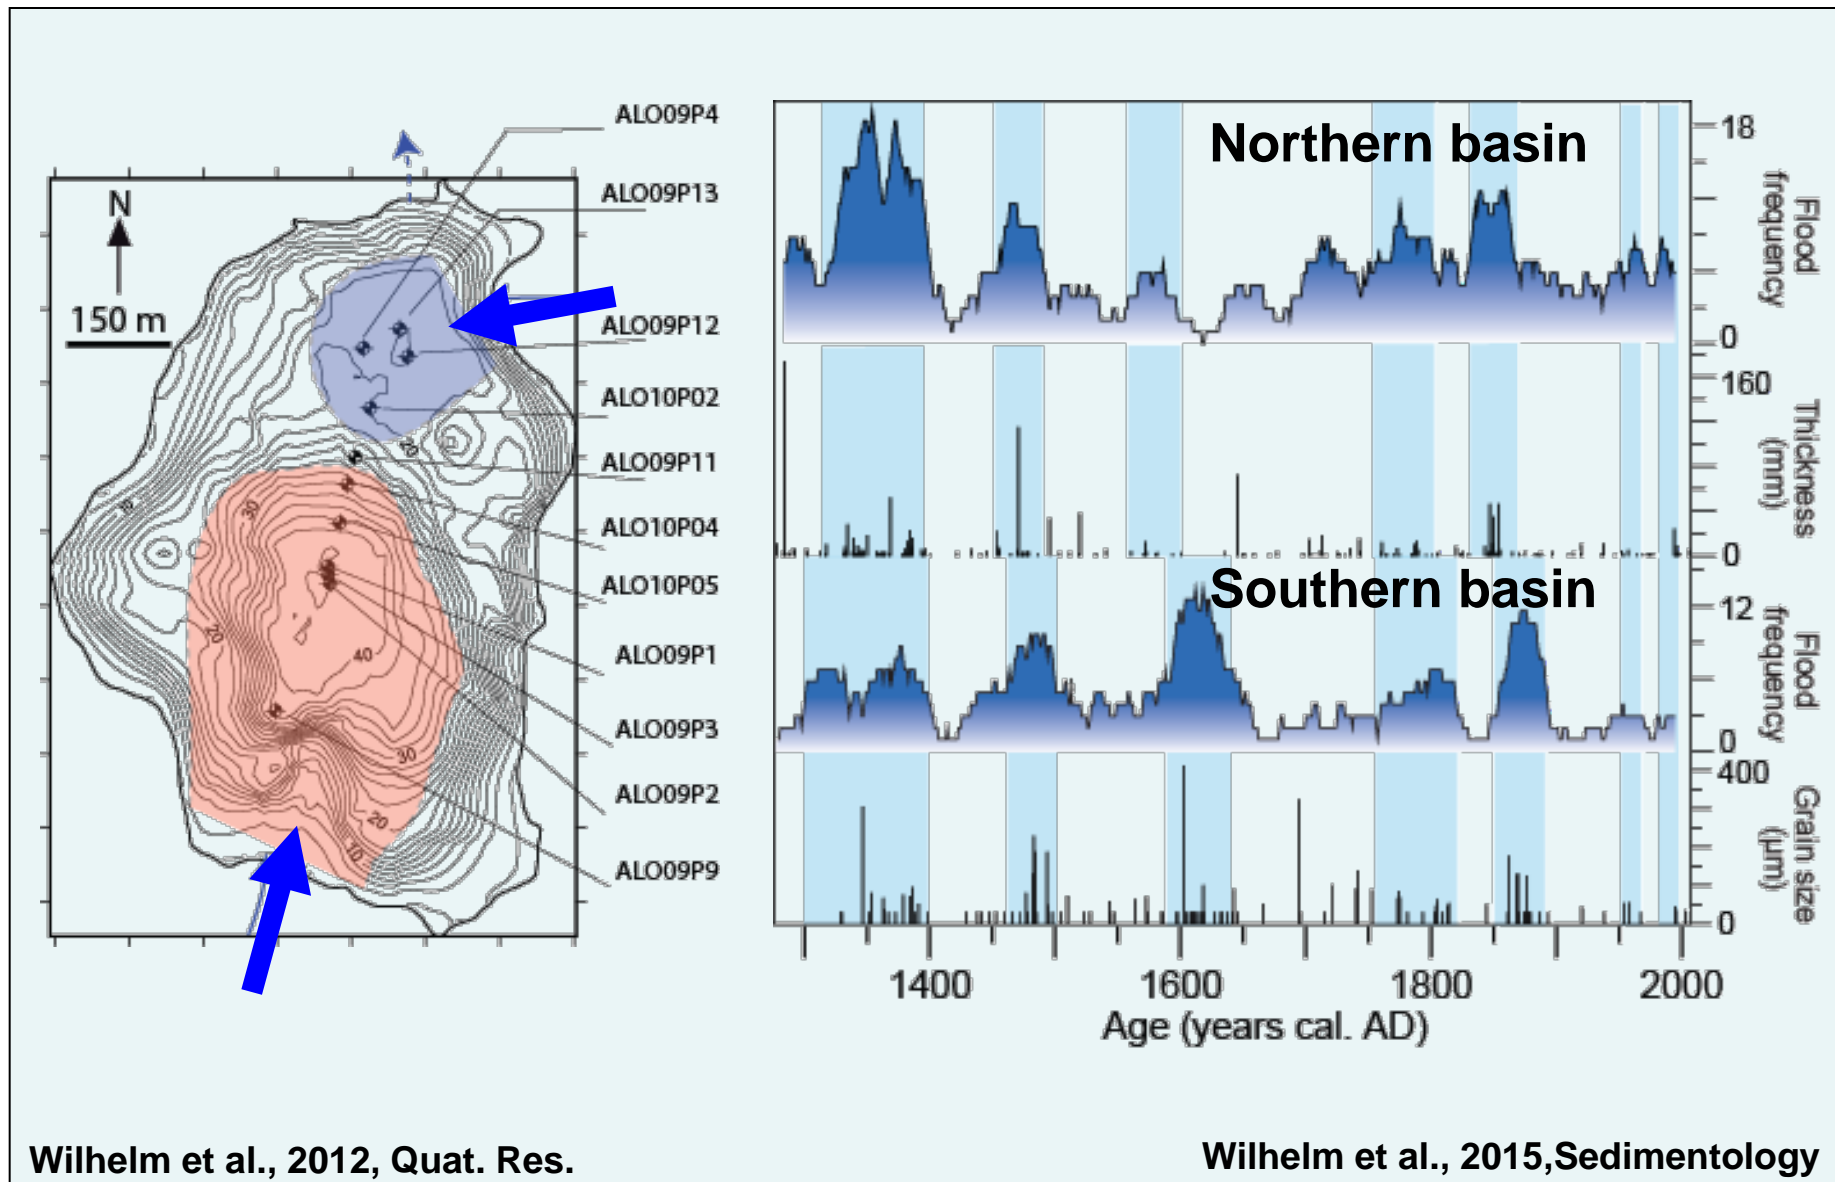 ALO09P4
ALO09P13
ALO09P12
ALO10P02
ALO09P11
ALO10P04
ALO10P05
ALO09P1
ALO09P3
ALO09P2
ALO09P9
N
150 m
10
20
30
20
40
30
20
10
Northern basin
18
0
Flood
frequency
160
0
Thickness
(mm)
Southern basin
12
0
Flood
frequency
400
0
Grain size
(µm)
1400 1600 1800 2000
Age (years cal. AD)
Wilhelm et al., 2012, Quat. Res.
Wilhelm et al., 2015,Sedimentology